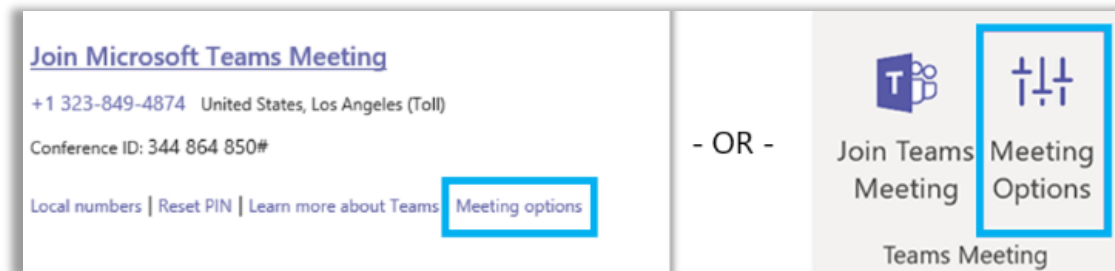 Join Microsoft Teams Meeting
+1 323-849-4874 United States, Los Angeles (Toll)
Conference ID: 344 864 850#
Local numbers | Reset PIN | Learn more about Teams Meeting options
- OR -
T
Join Teams Meeting
Meeting Options
Teams Meeting